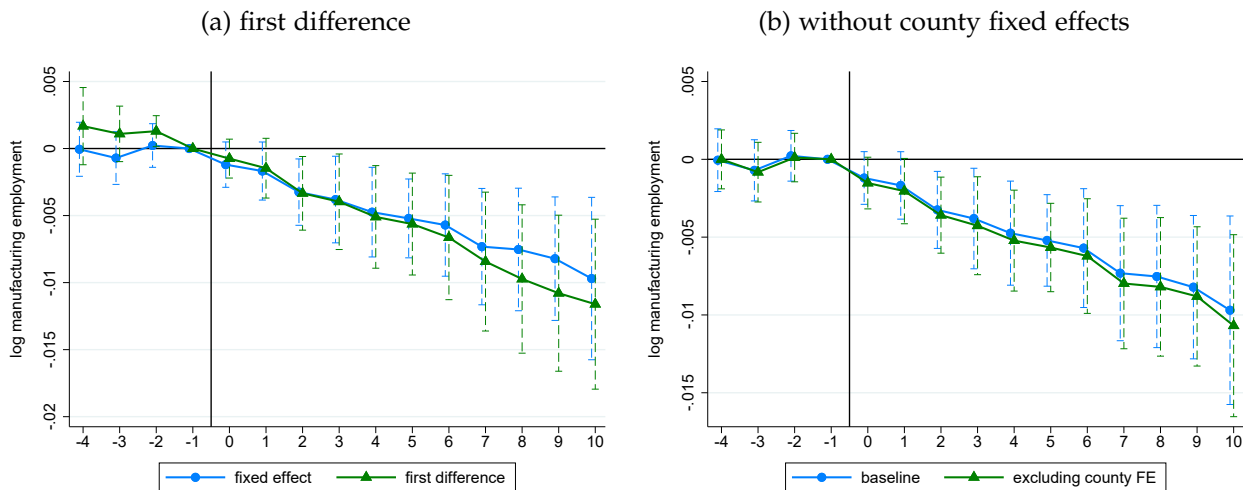 (a) first difference
log manufacturing employment
.005
0
-.005
-.01
-.015
-.02
-4 -3 -2 -1 0 1 2 3 4 5 6 7 8 9 10
fixed effect first difference
(b) without county fixed effects
log manufacturing employment
.005
0
-.005
-.01
-.015
-4 -3 -2 -1 0 1 2 3 4 5 6 7 8 9 10
baseline excluding county FE